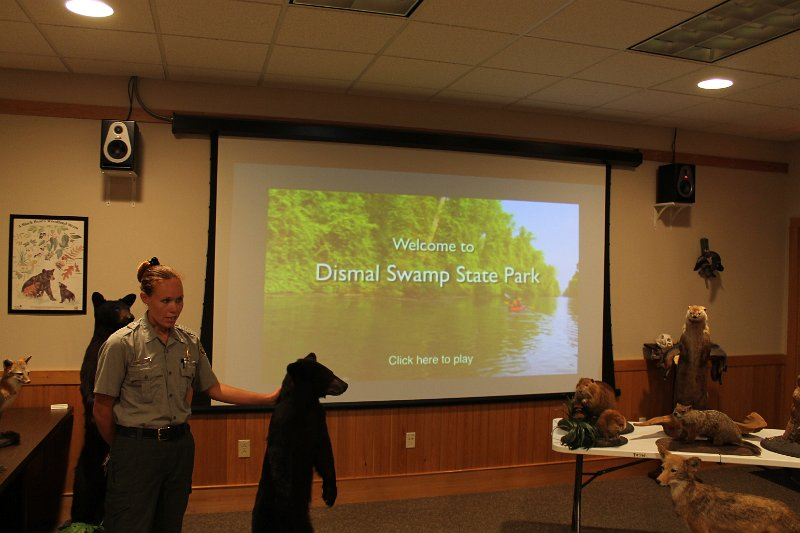 Welcome to
Dismal Swamp State Park
Click here to play